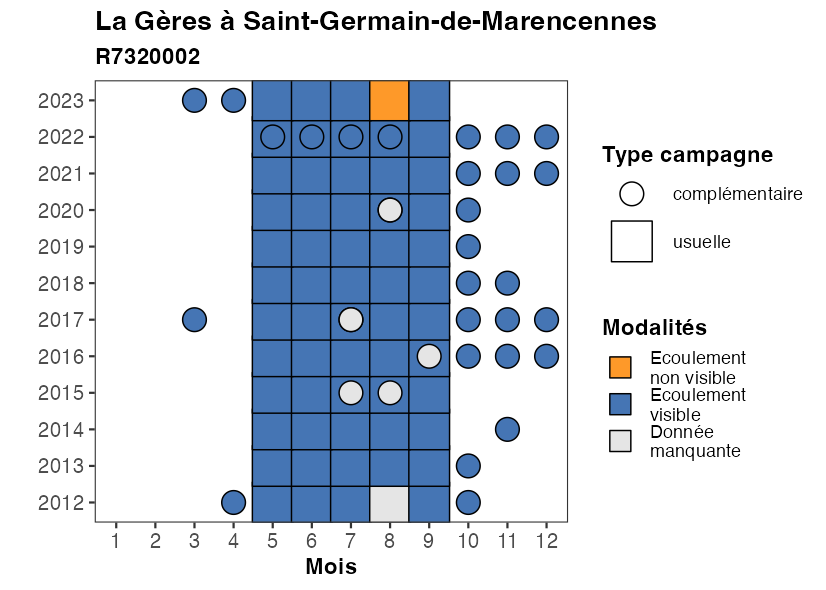 La Gères à Saint-Germain-de-Marencennes
R7320002
2023
2022
2021
2020
2019
2018
2017
2016
2015
2014
2013
2012
1 2 3 4 5 6 7 8 9 10 11 12
Mois
Type campagne
complémentaire
usuelle
Modalités
Ecoulement
non visible
Ecoulement
visible
Donnée
manquante